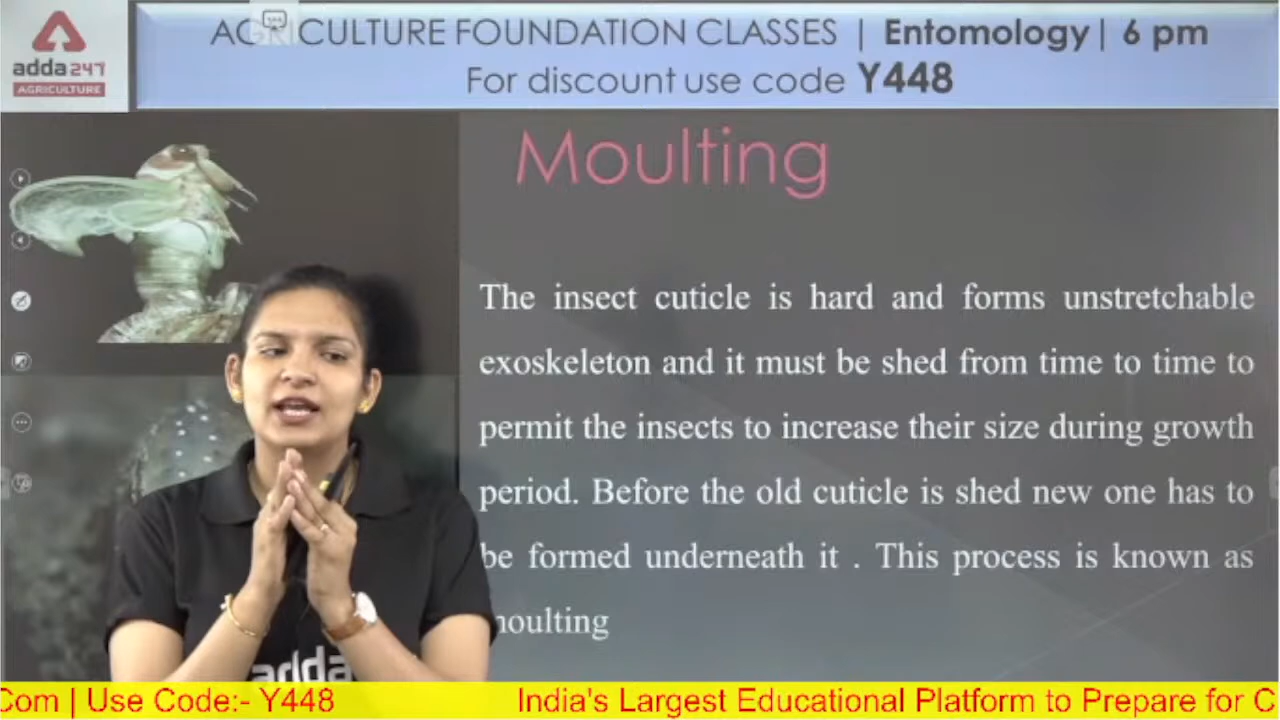 AGRICULTURE FOUNDATION CLASSES | Entomology | 6 pm
For discount use code Y448
adda247
AGRICULTURE
Moulting
The insect cuticle is hard and forms unstretchable
exoskeleton and it must be shed from time to time to
permit the insects to increase their size during growth
period. Before the old cuticle is shed new one has to
be formed underneath it . This process is known as
moulting
adda
Com | Use Code:- Y448 India's Largest Educational Platform to Prepare for C